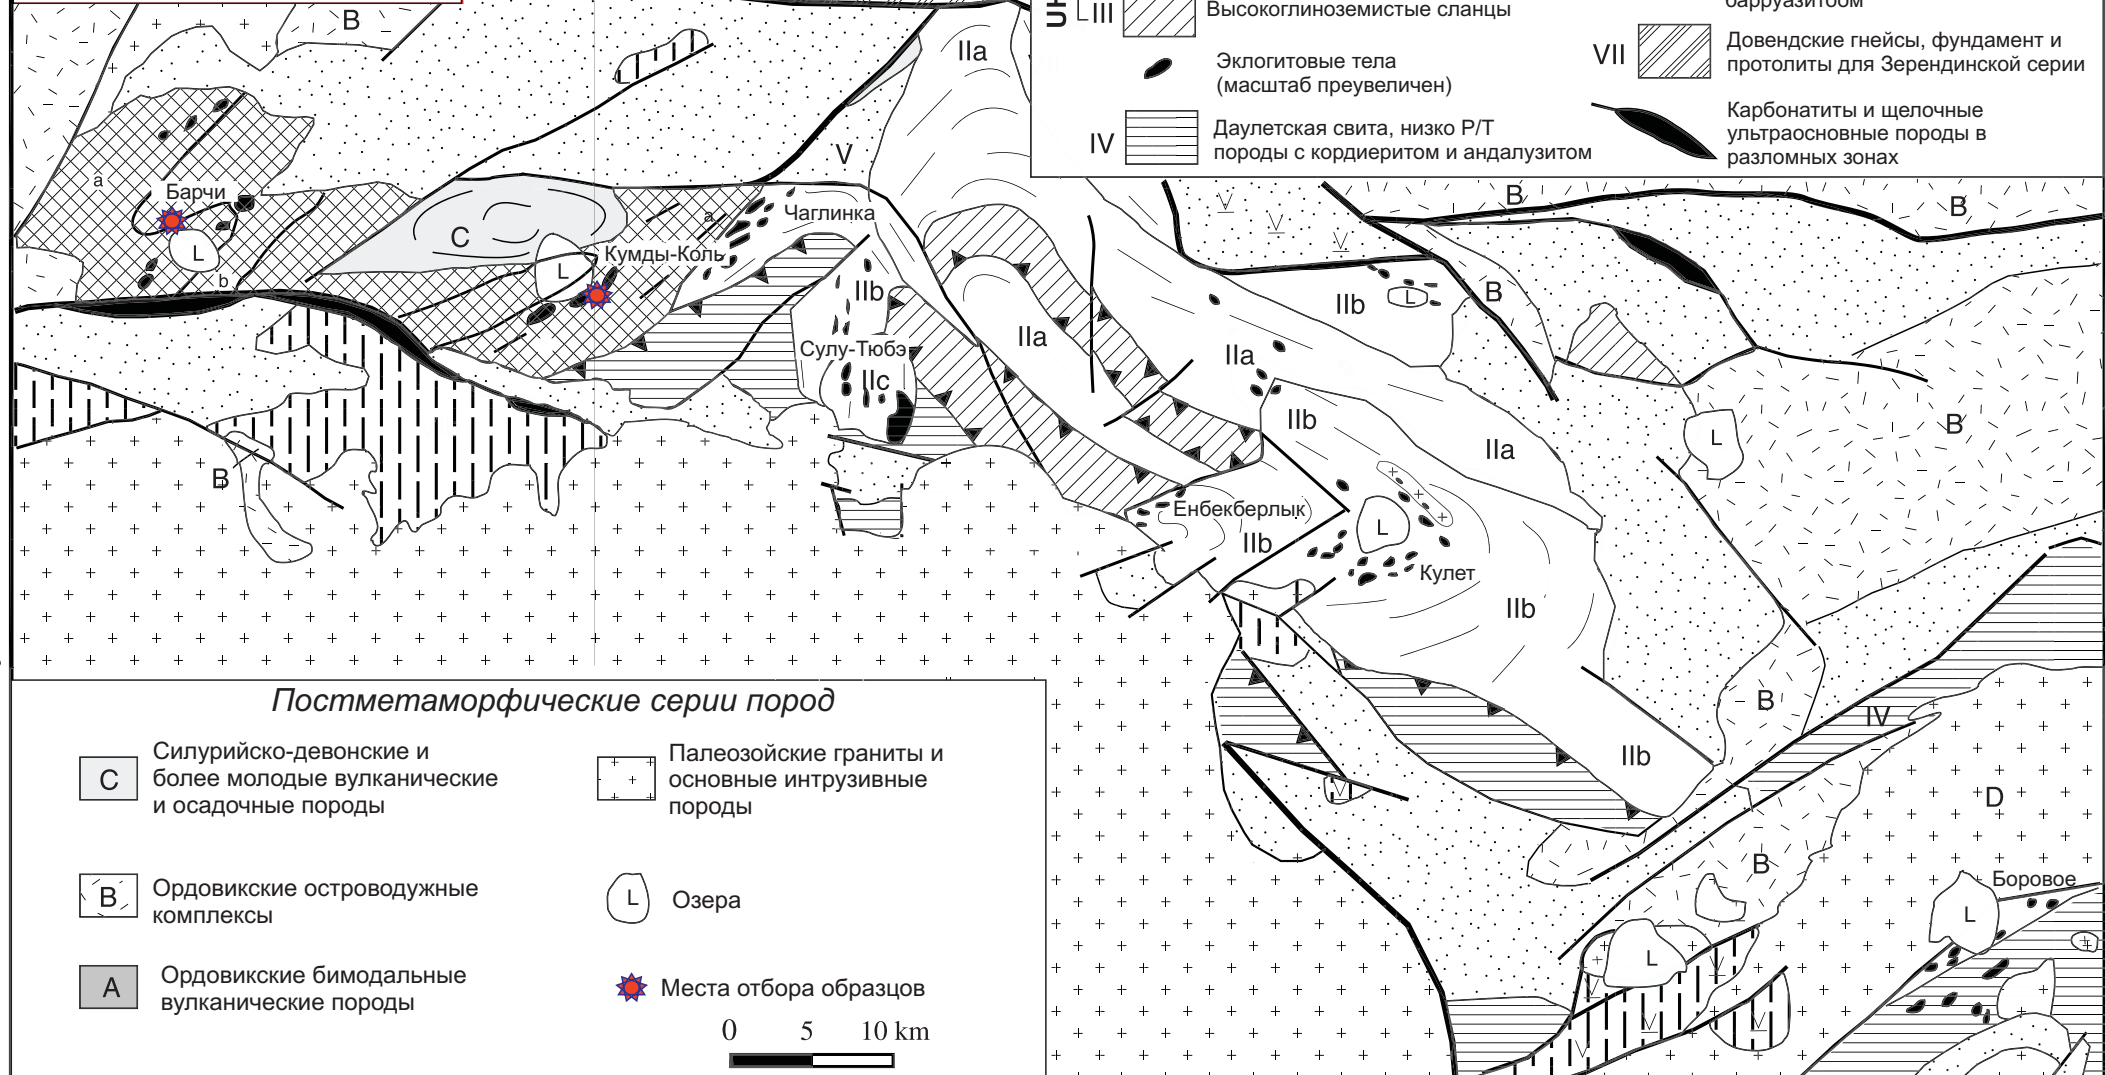 В
V
IIa
а
Барчи
L
b
C
L
Кумды-Коль
а
Чаглинка
IIb
Сулу-Тюбэ
IIc
В
IIa
III
Высокоглиноземистые сланцы
Эклогитовые тела
(масштаб преувеличен)
IV
Даулетская свита, низко Р/Т
породы с кордиеритом и андалузитом
VII
Довендские гнейсы, фундамент и
протолиты для Зерендинской серии
Карбонатиты и щелочные
ультраосновные породы в
разломных зонах
В
В
IIb
L
В
IIa
IIb
IIa
L
В
Енбекберлык
IIb
L
Кулет
IIb
В
IV
IIb
D
В
Боровое
L
L
Постметаморфические серии пород
C
Силурийско-девонские и
более молодые вулканические
и осадочные породы
Палеозойские граниты и
основные интрузивные
породы
В
Ордовикские островодужные
комплексы
L
Озера
A
Ордовикские бимодальные
вулканические породы
Места отбора образцов
0 5 10 km